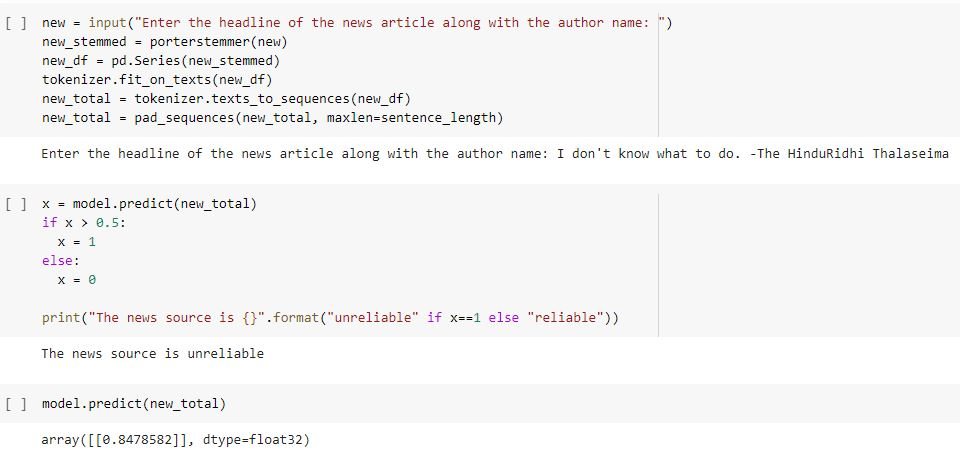 [ ] new = input("Enter the headline of the news article along with the author name: ")
new_stemmed = porterstemmer(new)
new_df = pd.Series(new_stemmed)
tokenizer.fit_on_texts(new_df)
new_total = tokenizer.texts_to_sequences(new_df)
new_total = pad_sequences(new_total, maxlen=sentence_length)
Enter the headline of the news article along with the author name: I don't know what to do. -The HinduRidhi Thalaseima
[ ] x = model.predict(new_total)
if x > 0.5:
  x = 1
else:
  x = 0
print("The news source is {}".format("unreliable" if x==1 else "reliable"))
The news source is unreliable
[ ] model.predict(new_total)
array([[0.8478582]], dtype=float32)